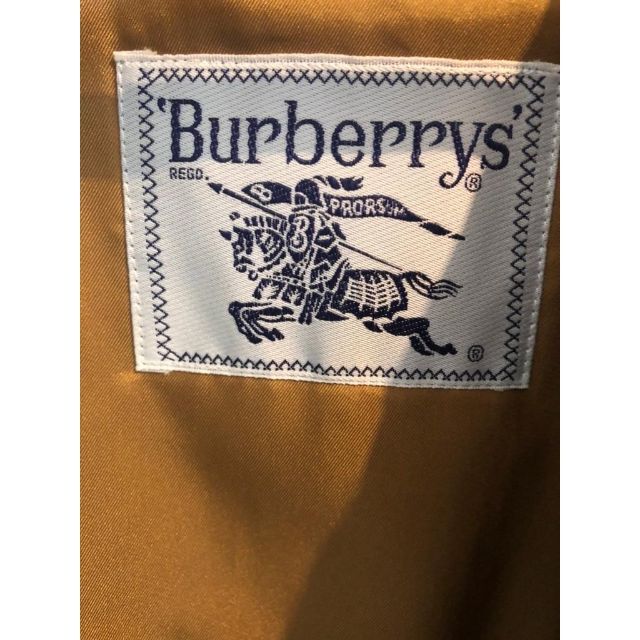 'Burberrys'
REGD. ®
B PRORSUM
B
®